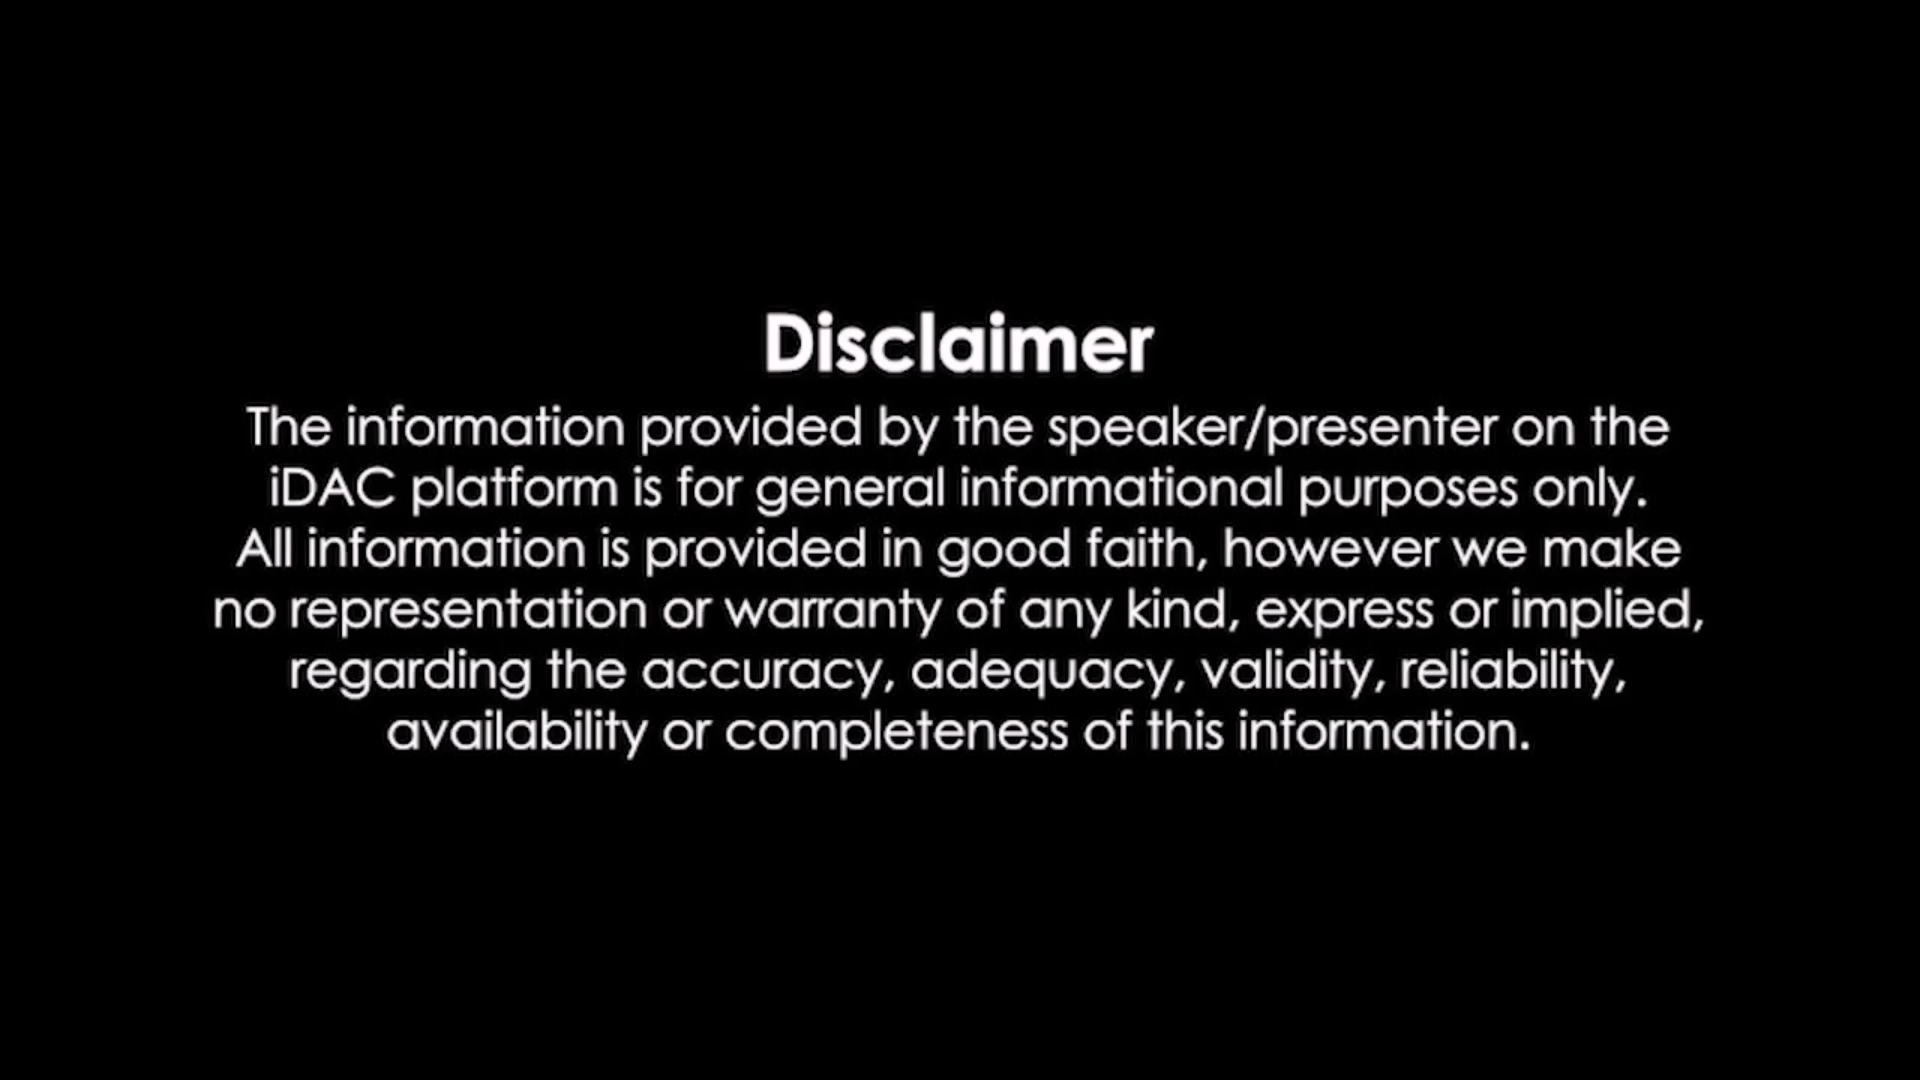 Disclaimer
The information provided by the speaker/presenter on the
iDAC platform is for general informational purposes only.
All information is provided in good faith, however we make
no representation or warranty of any kind, express or implied,
regarding the accuracy, adequacy, validity, reliability,
availability or completeness of this information.